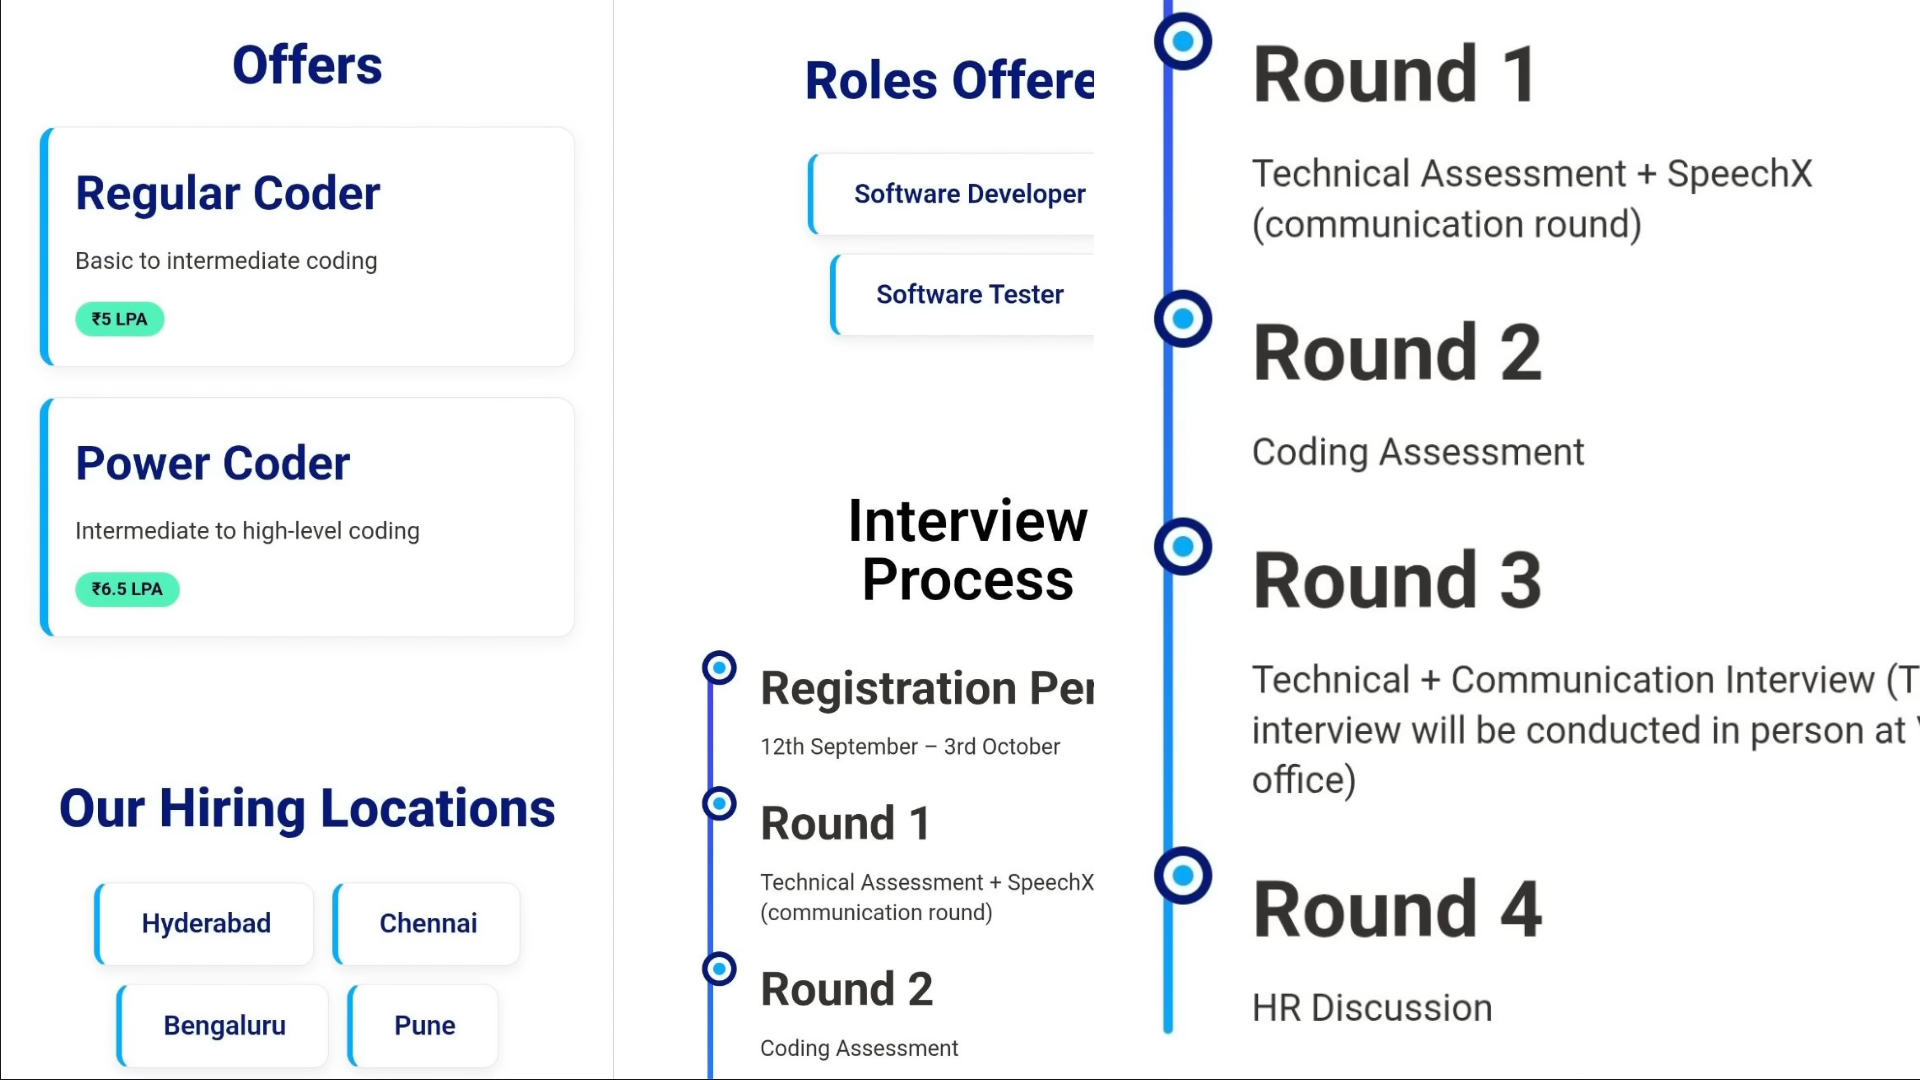 Offers
Regular Coder
Basic to intermediate coding
₹5 LPA
Power Coder
Intermediate to high-level coding
₹6.5 LPA
Our Hiring Locations
Hyderabad
Chennai
Bengaluru
Pune
Roles Offere
Software Developer
Software Tester
Interview
Process
Registration Per
12th September – 3rd October
Round 1
Technical Assessment + SpeechX
(communication round)
Round 2
Coding Assessment
Round 1
Technical Assessment + SpeechX
(communication round)
Round 2
Coding Assessment
Round 3
Technical + Communication Interview (T
interview will be conducted in person at
office)
Round 4
HR Discussion